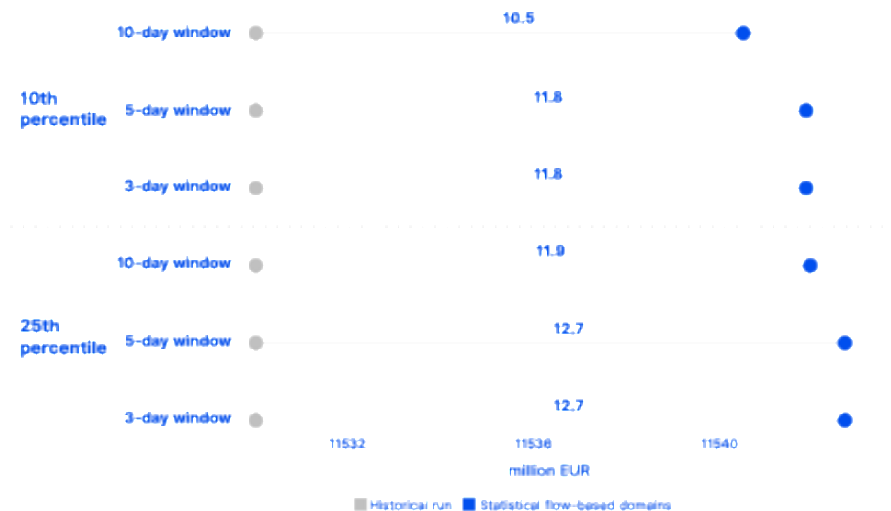 10-day window
10.5
10th
percentile
5-day window
11.8
3-day window
11.8
10-day window
11.9
25th
percentile
5-day window
12.7
3-day window
12.7
11532 11536 11540
million EUR
Historical run Statistical flow-based domains